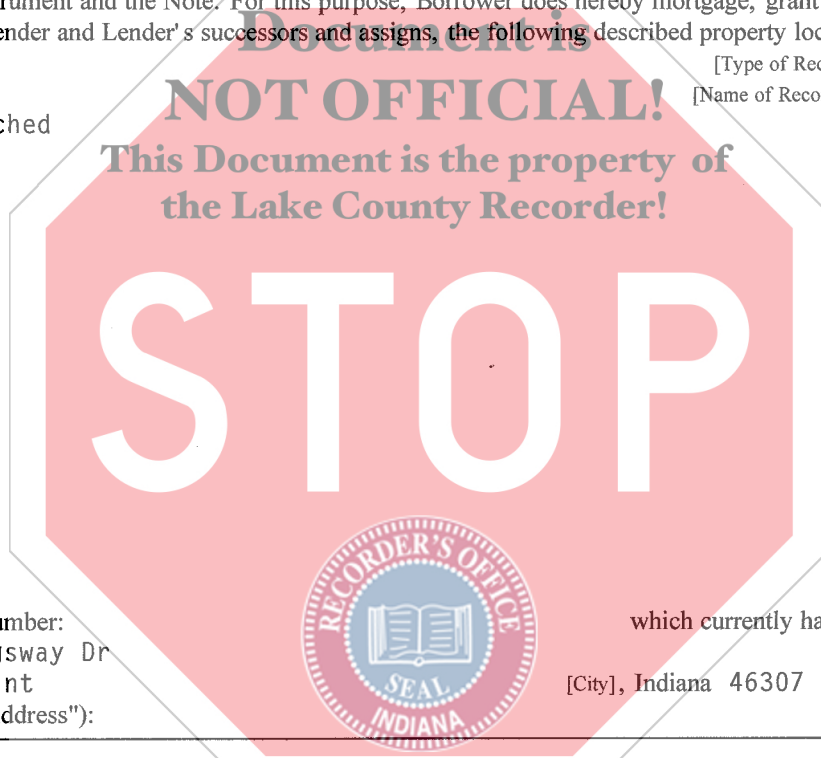 rument and the Note. For this purpose, Borrower does hereby mortgage, grant
ender and Lender's successors and assigns, the following described property loc
Document is
[Type of Rec
NOT OFFICIAL!
[Name of Reco
ched
This Document is the property of
the Lake County Recorder!
STOP
RECORDER'S OFFICE
SEAL
INDIANA
umber:
which currently ha
sway Dr
nt
[City], Indiana 46307
ddress"):